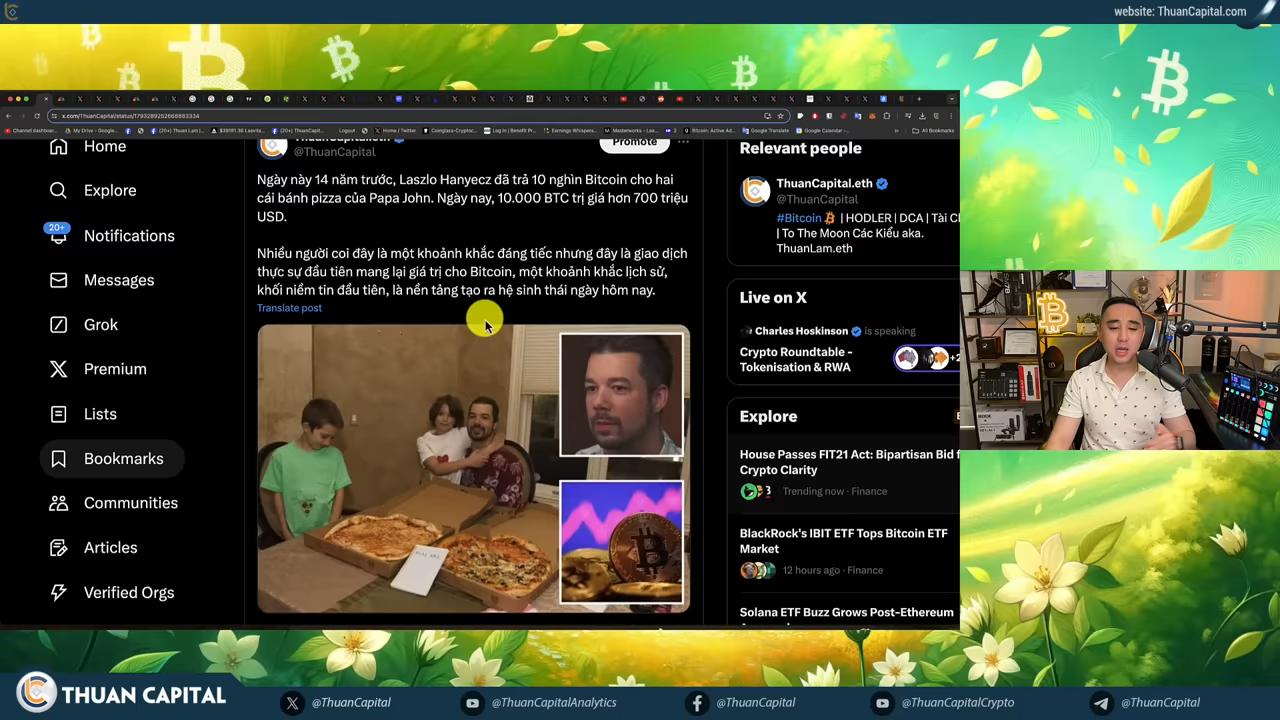 website: ThuanCapital.com
x.com/ThuanCapital/status/1793289252668883334
Home
Explore
20+
Notifications
Messages
Grok
Premium
Lists
Bookmarks
Communities
Articles
Verified Orgs
@ThuanCapital
Promote
Ngày này 14 năm trước, Laszlo Hanyecz đã trả 10 nghìn Bitcoin cho hai
cái bánh pizza của Papa John. Ngày nay, 10.000 BTC trị giá hơn 700 triệu
USD.
Nhiều người coi đây là một khoảnh khắc đáng tiếc nhưng đây là giao dịch
thực sự đầu tiên mang lại giá trị cho Bitcoin, một khoảnh khắc lịch sử,
khối niềm tin đầu tiên, là nền tảng tạo ra hệ sinh thái ngày hôm nay.
Translate post
Relevant people
ThuanCapital.eth
@ThuanCapital
#Bitcoin | HODLER | DCA | Tài C
| To The Moon Các Kiểu aka.
ThuanLam.eth
Live on X
Charles Hoskinson is speaking
Crypto Roundtable -
Tokenisation & RWA
+2
Explore
House Passes FIT21 Act: Bipartisan Bid f
Crypto Clarity
Trending now · Finance
BlackRock's IBIT ETF Tops Bitcoin ETF
Market
12 hours ago · Finance
Solana ETF Buzz Grows Post-Ethereum
THUAN CAPITAL
@ThuanCapital
@ThuanCapitalAnalytics
@ThuanCapital
@ThuanCapitalCrypto
@ThuanCapital